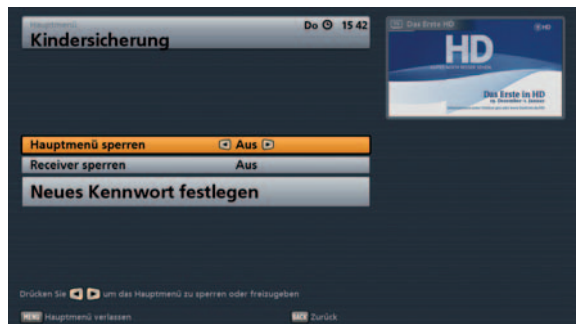 Hauptmenü
Kindersicherung
Do 15 42
HD Das Erste HD
HD
Das Erste in HD
Hauptmenü sperren Aus
Receiver sperren Aus
Neues Kennwort festlegen
Drücken Sie um das Hauptmenü zu sperren oder freizugeben
MENU Hauptmenü verlassen
BACK Zurück